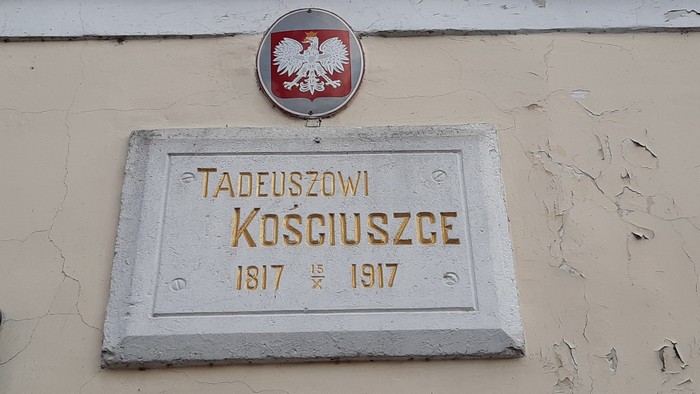 TADEUSZOWI
KOŚCIUSZCE
1817 15/X 1917